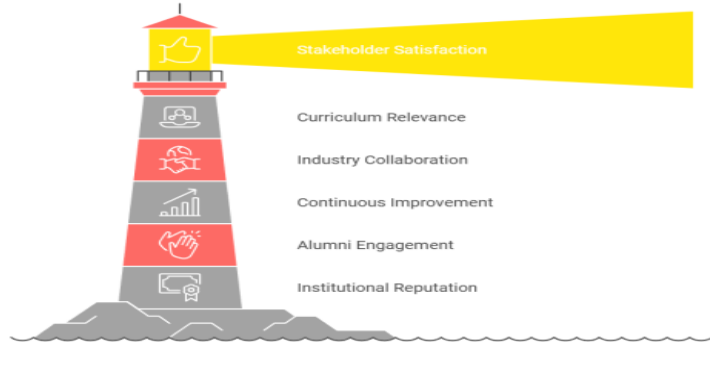 Stakeholder Satisfaction
Curriculum Relevance
Industry Collaboration
Continuous Improvement
Alumni Engagement
Institutional Reputation